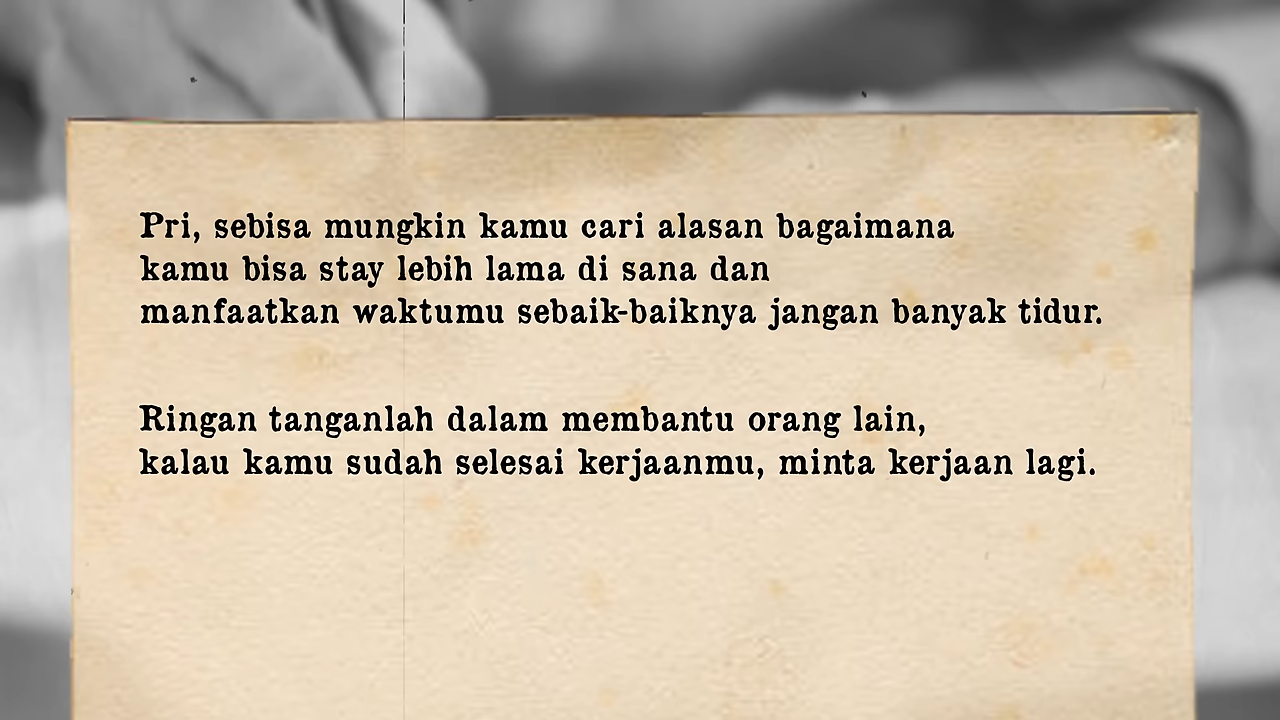 Pri, sebisa mungkin kamu cari alasan bagaimana
kamu bisa stay lebih lama di sana dan
manfaatkan waktumu sebaik-baiknya jangan banyak tidur.
Ringan tanganlah dalam membantu orang lain,
kalau kamu sudah selesai kerjaanmu, minta kerjaan lagi.